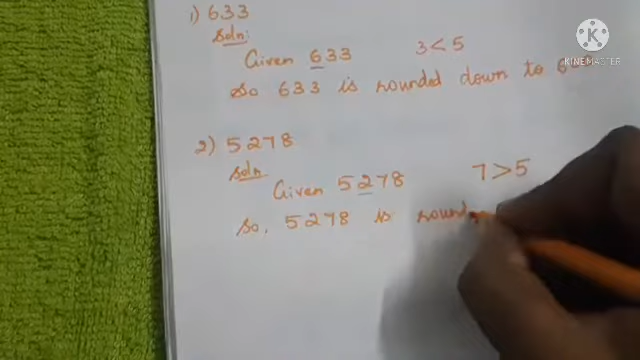 1) 633
Soln:
Given 633 3 < 5
So 633 is rounded down to
2) 5278
Soln
Given 5278 7 > 5
So, 5278 is round
KINEMASTER